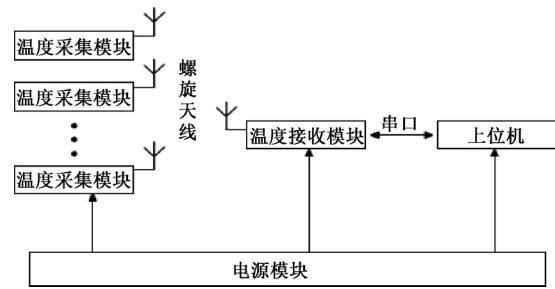 温度采集模块
温度采集模块
温度采集模块
螺旋天线
温度接收模块
串口
上位机
电源模块